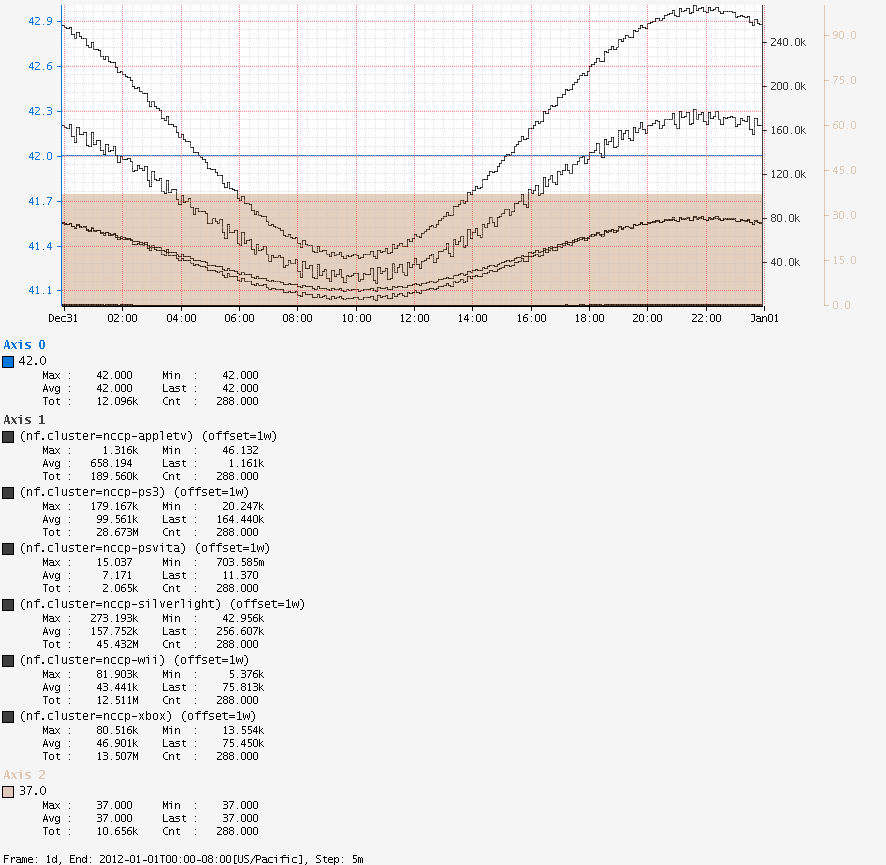 42.9
42.6
42.3
42.0
41.7
41.4
41.1
240.0k
200.0k
160.0k
120.0k
80.0k
40.0k
90.0
75.0
60.0
45.0
30.0
15.0
0.0
Dec31 02:00 04:00 06:00 08:00 10:00 12:00 14:00 16:00 18:00 20:00 22:00 Jan01
Axis 0
42.0
Max : 42.000 Min : 42.000
Avg : 42.000 Last : 42.000
Tot : 12.096k Cnt : 288.000
Axis 1
(nf.cluster=nccp-appletv) (offset=1w)
Max : 1.316k Min : 46.132
Avg : 658.194 Last : 1.161k
Tot : 189.560k Cnt : 288.000
(nf.cluster=nccp-ps3) (offset=1w)
Max : 179.167k Min : 20.247k
Avg : 99.561k Last : 164.440k
Tot : 28.673M Cnt : 288.000
(nf.cluster=nccp-psvita) (offset=1w)
Max : 15.037 Min : 703.585m
Avg : 7.171 Last : 11.370
Tot : 2.065k Cnt : 288.000
(nf.cluster=nccp-silverlight) (offset=1w)
Max : 273.193k Min : 42.956k
Avg : 157.752k Last : 256.607k
Tot : 45.432M Cnt : 288.000
(nf.cluster=nccp-wii) (offset=1w)
Max : 81.903k Min : 5.376k
Avg : 43.441k Last : 75.813k
Tot : 12.511M Cnt : 288.000
(nf.cluster=nccp-xbox) (offset=1w)
Max : 80.516k Min : 13.554k
Avg : 46.901k Last : 75.450k
Tot : 13.507M Cnt : 288.000
Axis 2
37.0
Max : 37.000 Min : 37.000
Avg : 37.000 Last : 37.000
Tot : 10.656k Cnt : 288.000
Frame: 1d, End: 2012-01-01T00:00-08:00[US/Pacific], Step: 5m